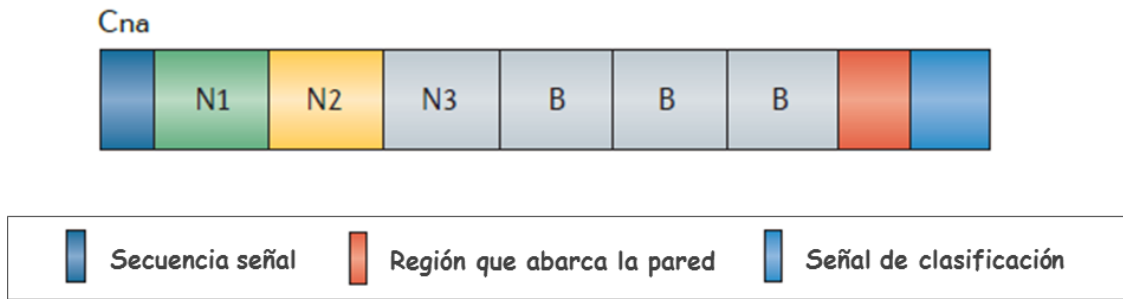 Cna
N1 N2 N3 B B B
Secuencia señal Región que abarca la pared Señal de clasificación